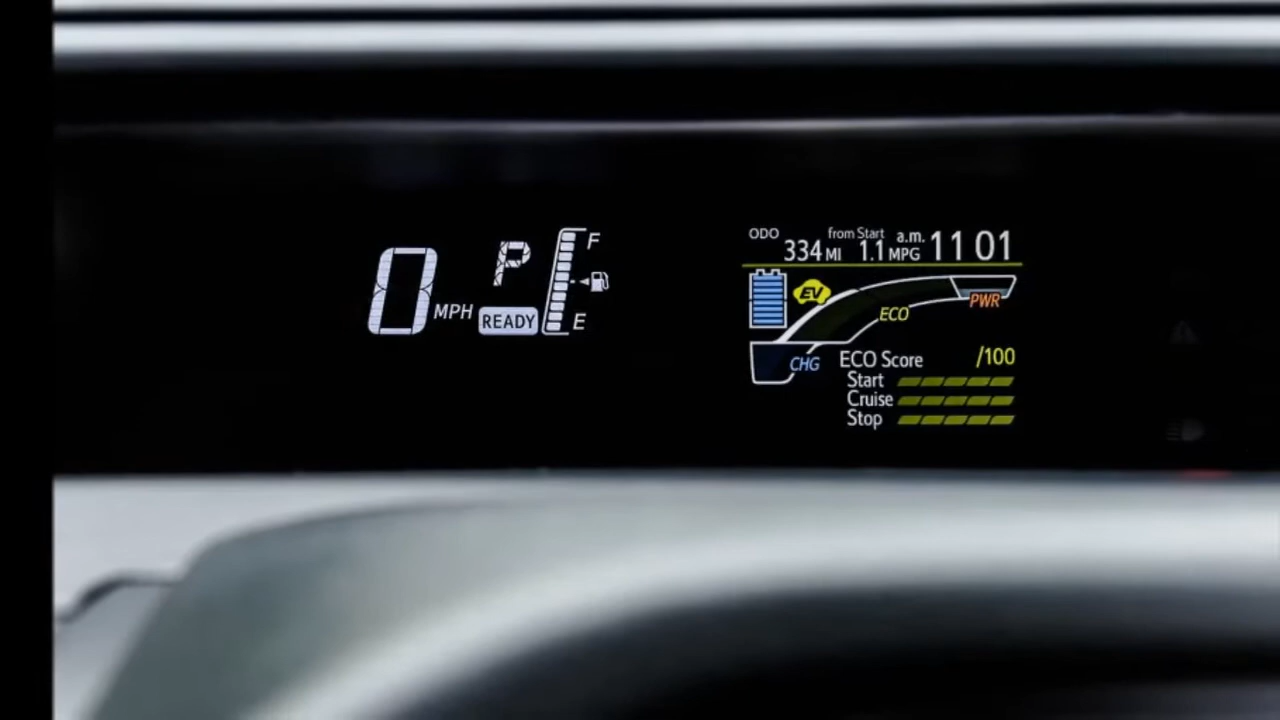 0 MPH
P
READY
F
E
ODO 334 MI
from Start 1.1 MPG
a.m. 11 01
EV
ECO
PWR
CHG
ECO Score /100
Start
Cruise
Stop